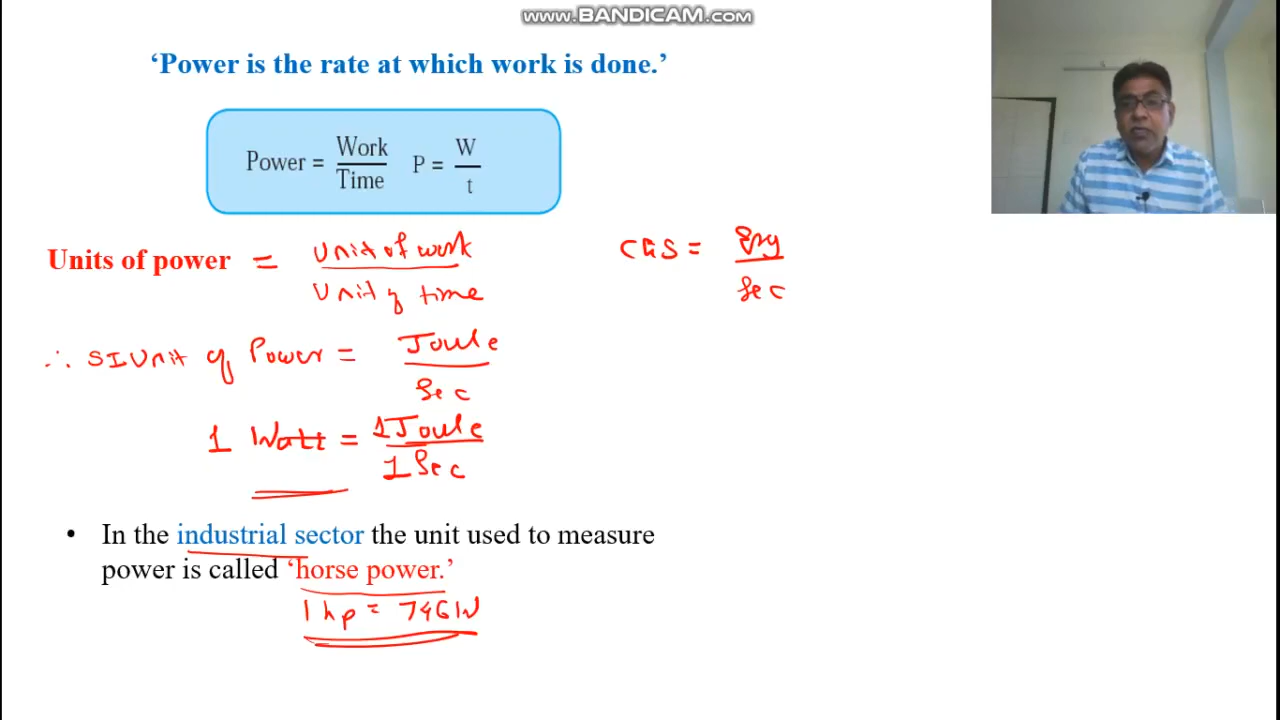 www.BANDICAM.com
‘Power is the rate at which work is done.’
Power = Work/Time P = W/t
Units of power = Unit of work / Unit of time
CGS = Erg / Sec
∴ SI Unit of Power = Joule / Sec
1 Watt = 1 Joule / 1 Sec
• In the industrial sector the unit used to measure
power is called ‘horse power.’
1 hp = 746 W